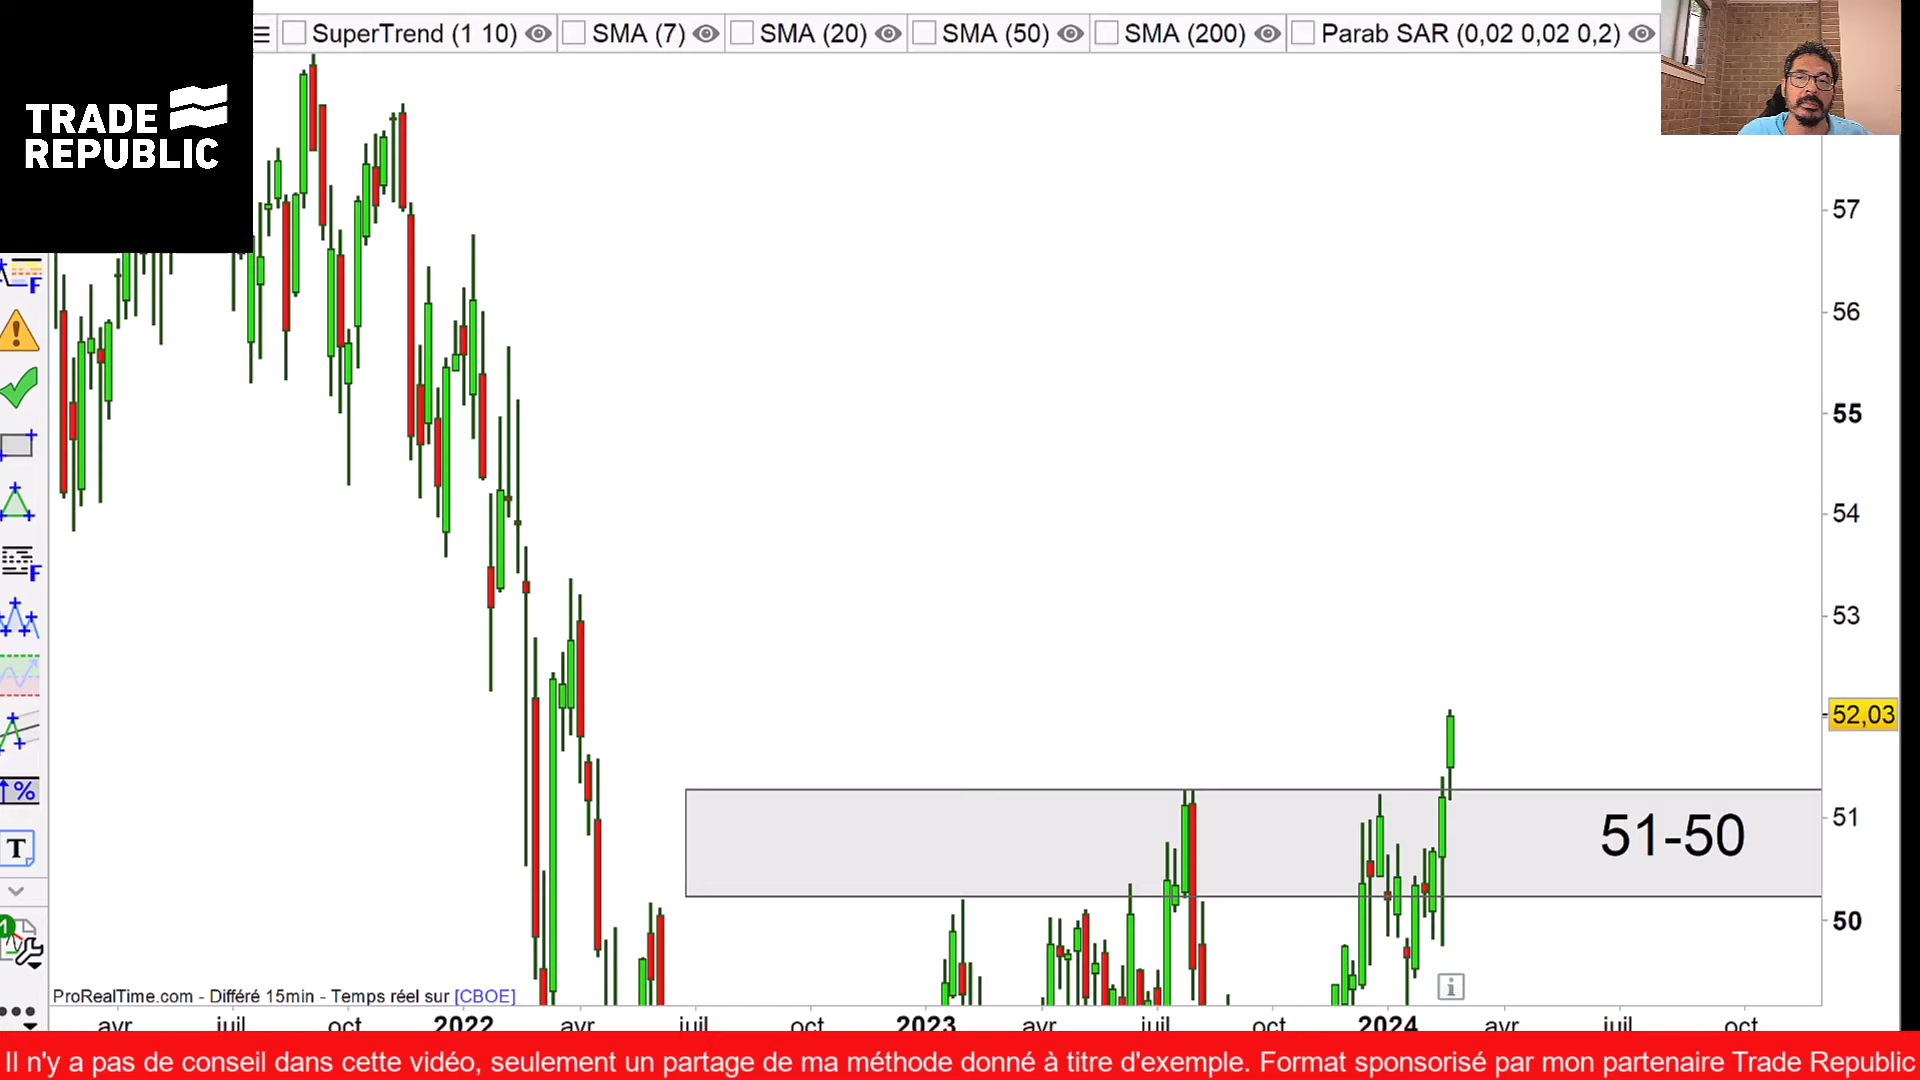 SuperTrend (1 10)
SMA (7)
SMA (20)
SMA (50)
SMA (200)
Parab SAR (0,02 0,02 0,2)
TRADE
REPUBLIC
57
56
55
54
53
52,03
51
51-50
50
F
F
%
T
1
i
ProRealTime.com - Différé 15min - Temps réel sur [CBOE]
avr juil oct 2022 avr juil oct 2023 avr juil oct 2024 avr juil oct
Il n'y a pas de conseil dans cette vidéo, seulement un partage de ma méthode donné à titre d'exemple. Format sponsorisé par mon partenaire Trade Republic